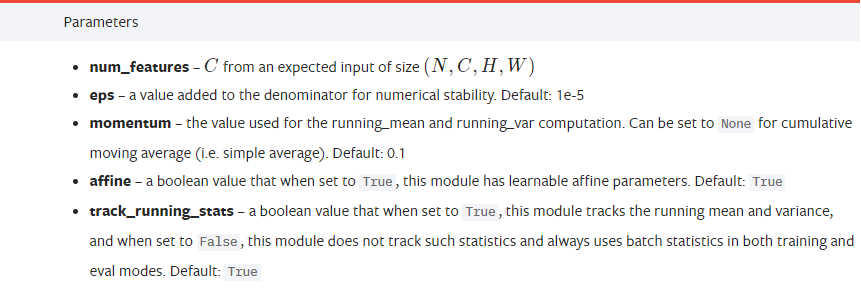 Parameters
• num_features – C from an expected input of size (N, C, H, W)
• eps – a value added to the denominator for numerical stability. Default: 1e-5
• momentum – the value used for the running_mean and running_var computation. Can be set to None for cumulative
moving average (i.e. simple average). Default: 0.1
• affine – a boolean value that when set to True, this module has learnable affine parameters. Default: True
• track_running_stats – a boolean value that when set to True, this module tracks the running mean and variance,
and when set to False, this module does not track such statistics and always uses batch statistics in both training and
eval modes. Default: True